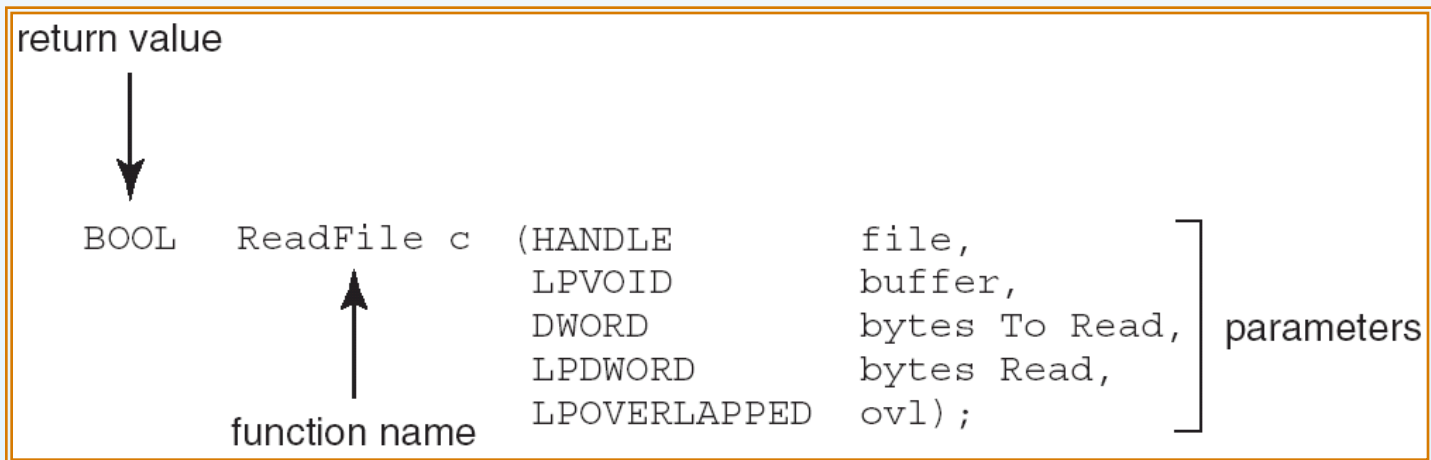 return value
BOOL ReadFile c (HANDLE file,
LPVOID buffer,
DWORD bytes To Read,
LPDWORD bytes Read,
LPOVERLAPPED ovl);
parameters
function name